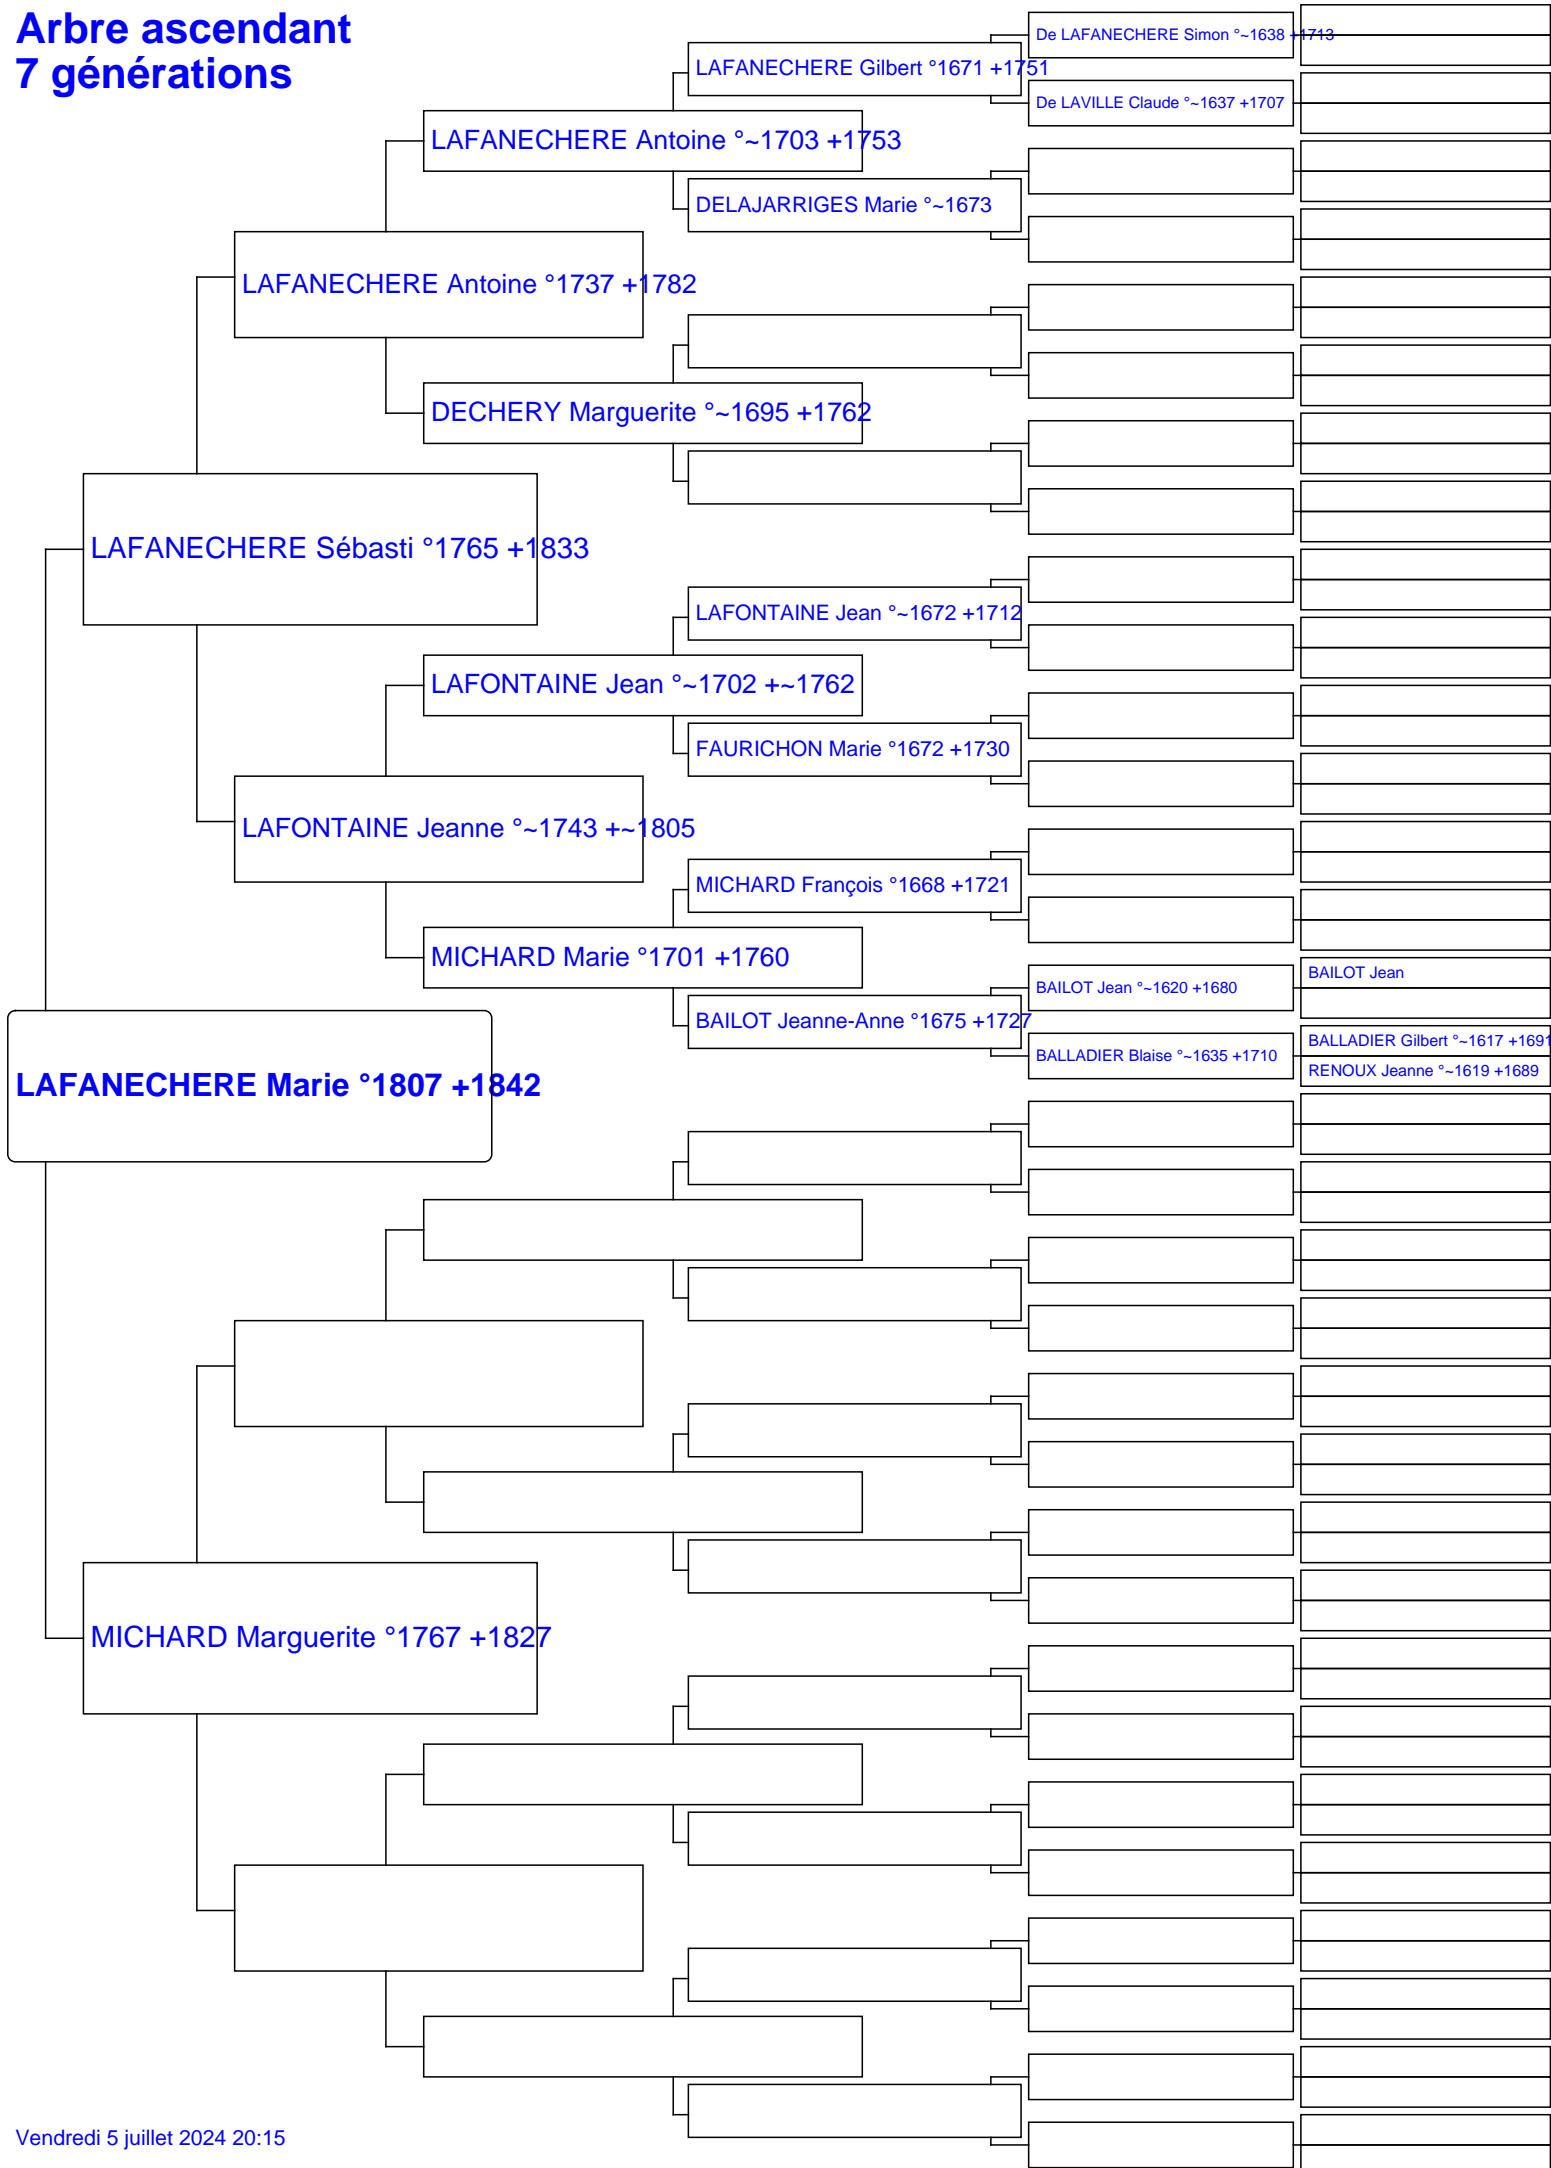 Arbre ascendant
7 générations
De LAFANECHERE Simon °~1638 +1713
LAFANECHERE Gilbert °1671 +1751
De LAVILLE Claude °~1637 +1707
LAFANECHERE Antoine °~1703 +1753
DELAJARRIGES Marie °~1673
LAFANECHERE Antoine °1737 +1782
DECHERY Marguerite °~1695 +1762
LAFANECHERE Sébasti °1765 +1833
LAFONTAINE Jean °~1672 +1712
LAFONTAINE Jean °~1702 +~1762
FAURICHON Marie °1672 +1730
LAFONTAINE Jeanne °~1743 +~1805
MICHARD François °1668 +1721
MICHARD Marie °1701 +1760
BAILOT Jean
BAILOT Jean °~1620 +1680
BAILOT Jeanne-Anne °1675 +1727
BALLADIER Gilbert °~1617 +1691
BALLADIER Blaise °~1635 +1710
RENOUX Jeanne °~1619 +1689
LAFANECHERE Marie °1807 +1842
MICHARD Marguerite °1767 +1827
Vendredi 5 juillet 2024 20:15